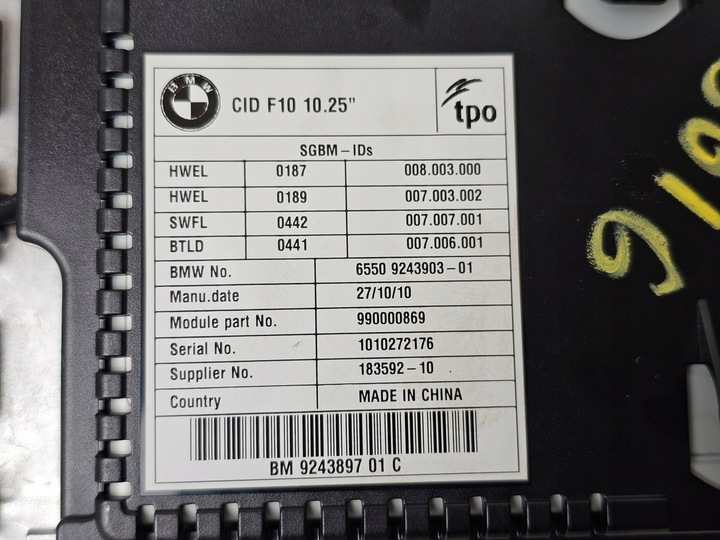 BMW
CID F10 10.25"
tpo
SGBM-IDs
HWEL 0187 008.003.000
HWEL 0189 007.003.002
SWFL 0442 007.007.001
BTLD 0441 007.006.001
BMW No. 6550 9243903-01
Manu.date 27/10/10
Module part No. 990000869
Serial No. 1010272176
Supplier No. 183592-10
Country MADE IN CHINA
BM 9243897 01 C